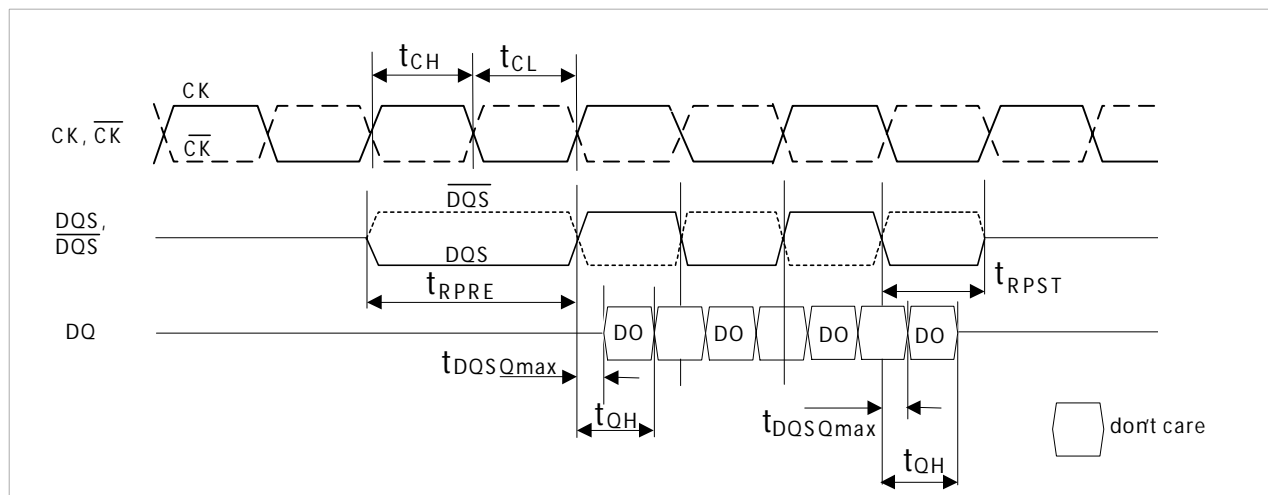 tCH tCL
CK
CK, CK
CK
DQS
DQS,
DQS
DQS
tRPRE
tRPST
DQ
DO DO DO DO
tDQSQmax
tQH
tDQSQmax
don't care
tQH